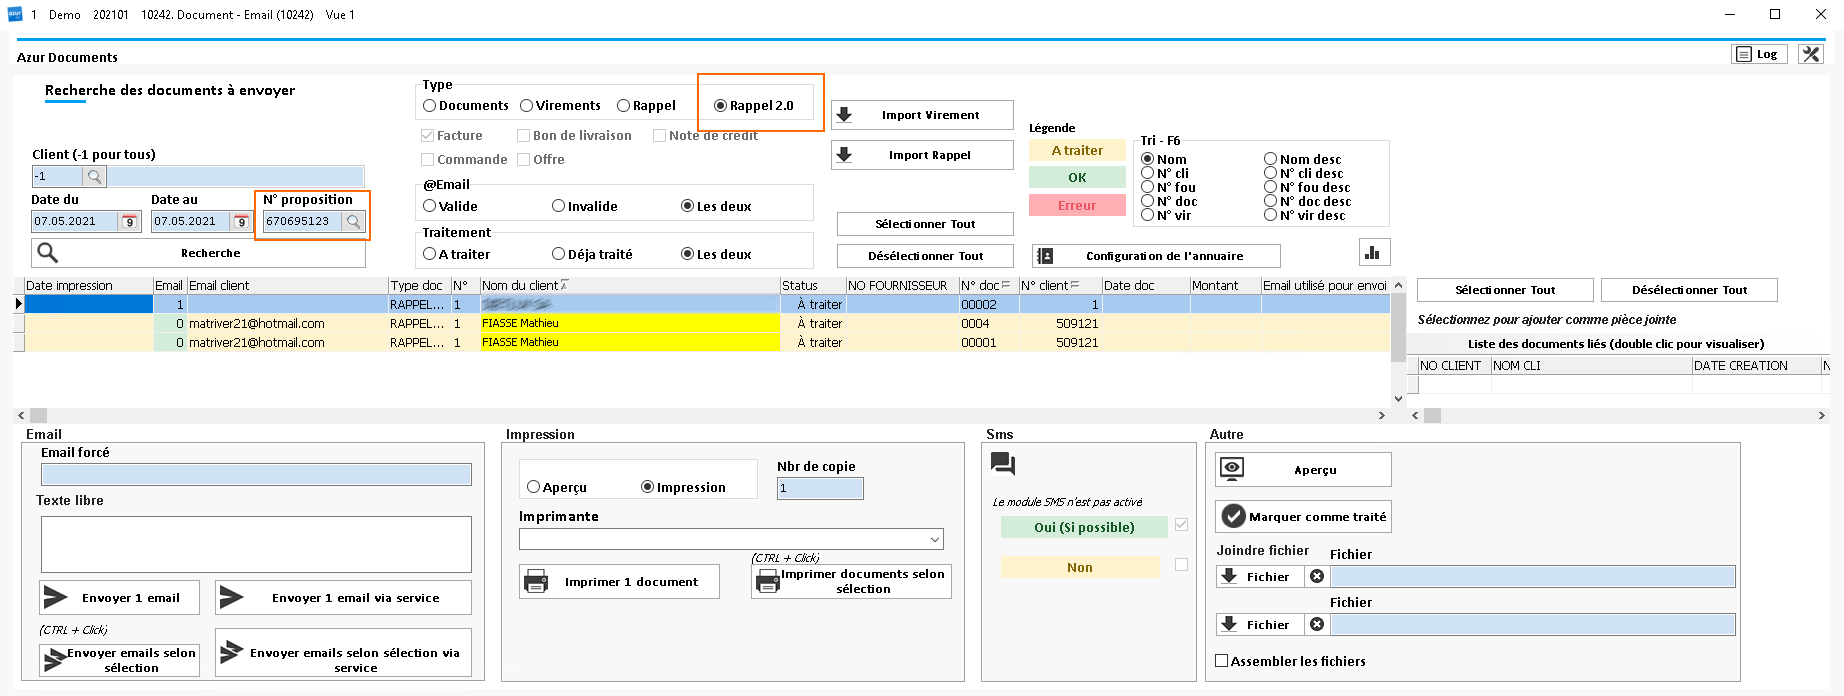 azur 1 Demo 202101 10242. Document - Email (10242) Vue 1
Azur Documents
Log
Recherche des documents à envoyer
Client (-1 pour tous)
-1
Date du Date au N° proposition
07.05.2021 9 07.05.2021 9 670695123
Recherche
Type
Documents Virements Rappel Rappel 2.0
Facture Bon de livraison Note de crédit
Commande Offre
@Email
Valide Invalide Les deux
Traitement
A traiter Déja traité Les deux
Import Virement
Import Rappel
Sélectionner Tout
Désélectionner Tout
Légende
A traiter
OK
Erreur
Tri - F6
Nom Nom desc
N° cli N° cli desc
N° fou N° fou desc
N° doc N° doc desc
N° vir N° vir desc
Configuration de l'annuaire
Date impression Email Email client Type doc N° Nom du client Status NO FOURNISSEUR N° doc N° client Date doc Montant Email utilisé pour envoi
1 RAPPEL... 1 À traiter 00002 1
0 matriver21@hotmail.com RAPPEL... 1 FIASSE Mathieu À traiter 0004 509121
0 matriver21@hotmail.com RAPPEL... 1 FIASSE Mathieu À traiter 00001 509121
Sélectionner Tout Désélectionner Tout
Sélectionnez pour ajouter comme pièce jointe
Liste des documents liés (double clic pour visualiser)
NO CLIENT NOM CLI DATE CREATION N
Email
Email forcé
Texte libre
Envoyer 1 email Envoyer 1 email via service
(CTRL + Click)
Envoyer emails selon sélection
Envoyer emails selon sélection via service
Impression
Aperçu Impression
Nbr de copie
1
Imprimante
(CTRL + Click)
Imprimer 1 document
Imprimer documents selon sélection
Sms
Le module SMS n'est pas activé
Oui (Si possible)
Non
Autre
Aperçu
Marquer comme traité
Joindre fichier Fichier
Fichier
Fichier
Fichier
Assembler les fichiers